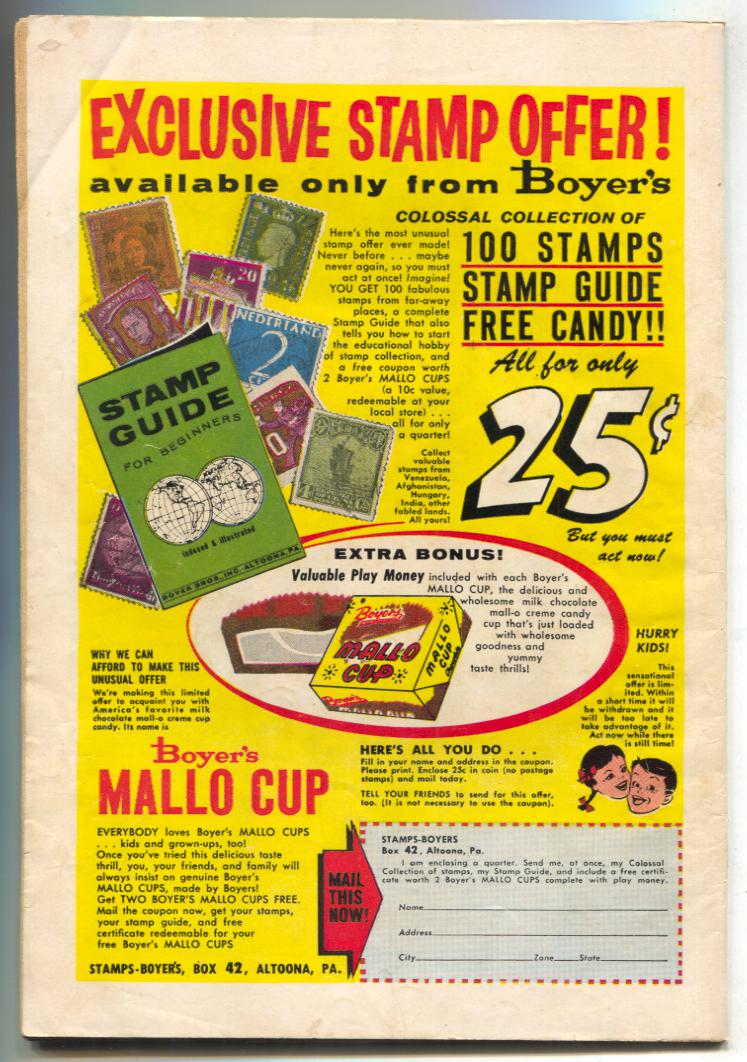 EXCLUSIVE STAMP OFFER!
available only from Boyer's
COLOSSAL COLLECTION OF
100 STAMPS
STAMP GUIDE
FREE CANDY!!
All for only
25¢
But you must
act now!
Here's the most unusual
stamp offer ever made!
Never before . . . maybe
never again, so you must
act at once! Imagine!
YOU GET 100 fabulous
stamps from far-away
places, a complete
Stamp Guide that also
tells you how to start
the educational hobby
of stamp collection, and
a free coupon worth
2 Boyer's MALLO CUPS
(a 10c value,
redeemable at your
local store) . . .
all for only
a quarter!
Collect
valuable
stamps from
Venezuela,
Afghanistan,
Hungary,
India, other
fabled lands.
All yours!
20
NEDERLAND
2
0
STAMP
GUIDE
FOR BEGINNERS
indexed & illustrated
BOYER BROS., INC. ALTOONA, PA.
EXTRA BONUS!
Valuable Play Money included with each Boyer's
MALLO CUP, the delicious and
wholesome milk chocolate
mall-o creme candy
cup that's just loaded
with wholesome
goodness and
yummy
taste thrills!
Boyer's
MALLO
CUP
MALLO
CUP
HURRY
KIDS!
This
sensational
offer is lim-
ited. Within
a short time it will
be withdrawn and it
will be too late to
take advantage of it.
Act now while there
is still time!
WHY WE CAN
AFFORD TO MAKE THIS
UNUSUAL OFFER
We're making this limited
offer to acquaint you with
America's favorite milk
chocolate mall-o creme cup
candy. Its name is
Boyer's
MALLO CUP
EVERYBODY loves Boyer's MALLO CUPS
. . . kids and grown-ups, too!
Once you've tried this delicious taste
thrill, you, your friends, and family will
always insist on genuine Boyer's
MALLO CUPS, made by Boyers!
Get TWO BOYER'S MALLO CUPS FREE.
Mail the coupon now, get your stamps,
your stamp guide, and free
certificate redeemable for your
free Boyer's MALLO CUPS
STAMPS-BOYER'S, BOX 42, ALTOONA, PA.
HERE'S ALL YOU DO . . .
Fill in your name and address in the coupon.
Please print. Enclose 25c in coin (no postage
stamps) and mail today.
TELL YOUR FRIENDS to send for this offer,
too. (It is not necessary to use the coupon).
MAIL
THIS
NOW!
STAMPS-BOYERS
Box 42, Altoona, Pa.
I am enclosing a quarter. Send me, at once, my Colossal
Collection of stamps, my Stamp Guide, and include a free certifi-
cate worth 2 Boyer's MALLO CUPS complete with play money.
Name
Address
City Zone State